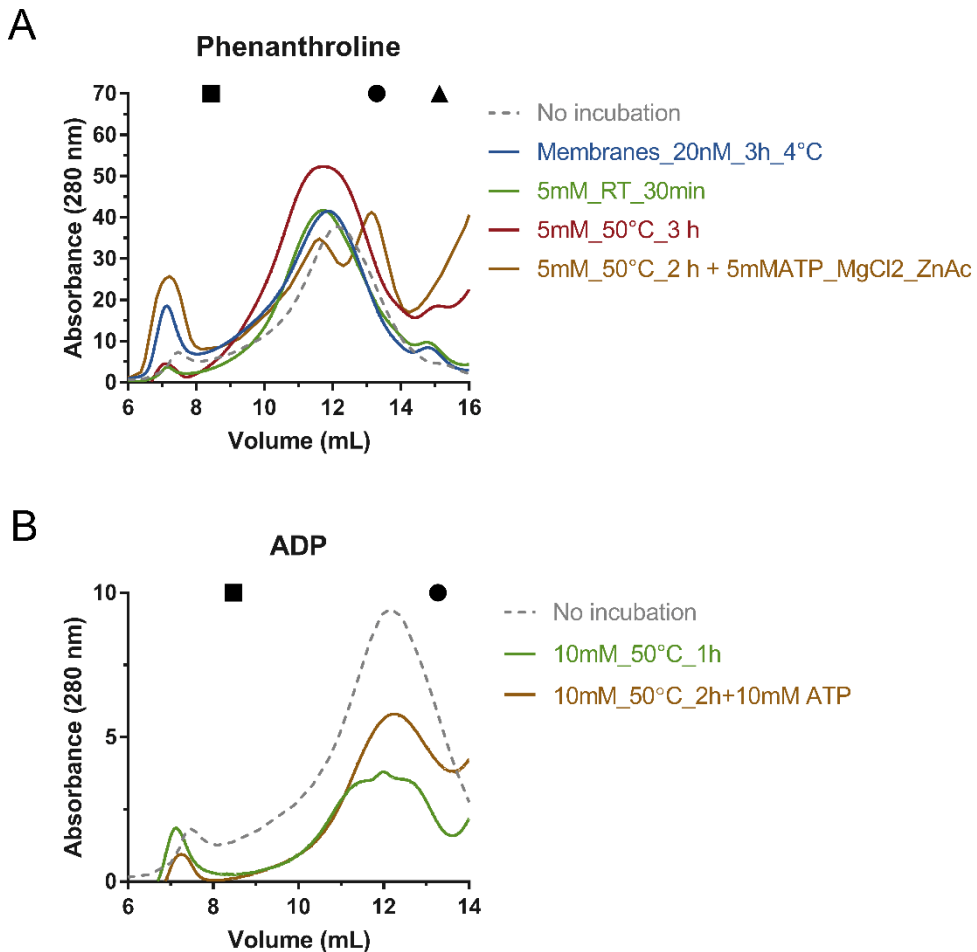 A
Phenanthroline
Absorbance (280 nm)
70
60
50
40
30
20
10
0
6 8 10 12 14 16
Volume (mL)
No incubation
Membranes_20nM_3h_4°C
5mM_RT_30min
5mM_50°C_3 h
5mM_50°C_2 h + 5mMATP_MgCl2_ZnAc
B
ADP
Absorbance (280 nm)
10
5
0
6 8 10 12 14
Volume (mL)
No incubation
10mM_50°C_1h
10mM_50°C_2h+10mM ATP